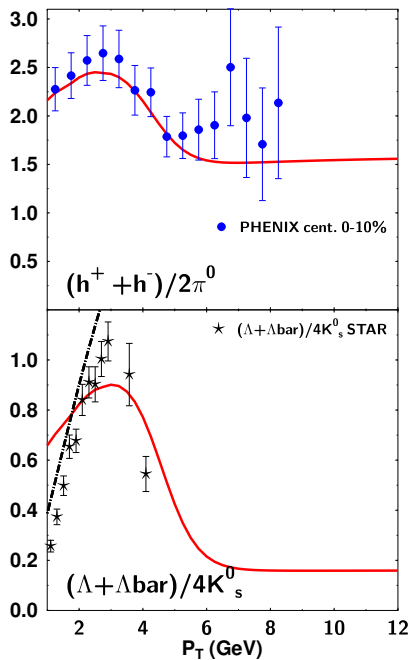 3.0
2.5
2.0
1.5
1.0
0.5
PHENIX cent. 0-10%
(h⁺ +h⁻)/2π⁰
1.0
0.8
0.6
0.4
0.2
0.0
(Λ+Λbar)/4K⁰ₛ STAR
(Λ+Λbar)/4K⁰ₛ
2 4 6 8 10 12
P_T (GeV)